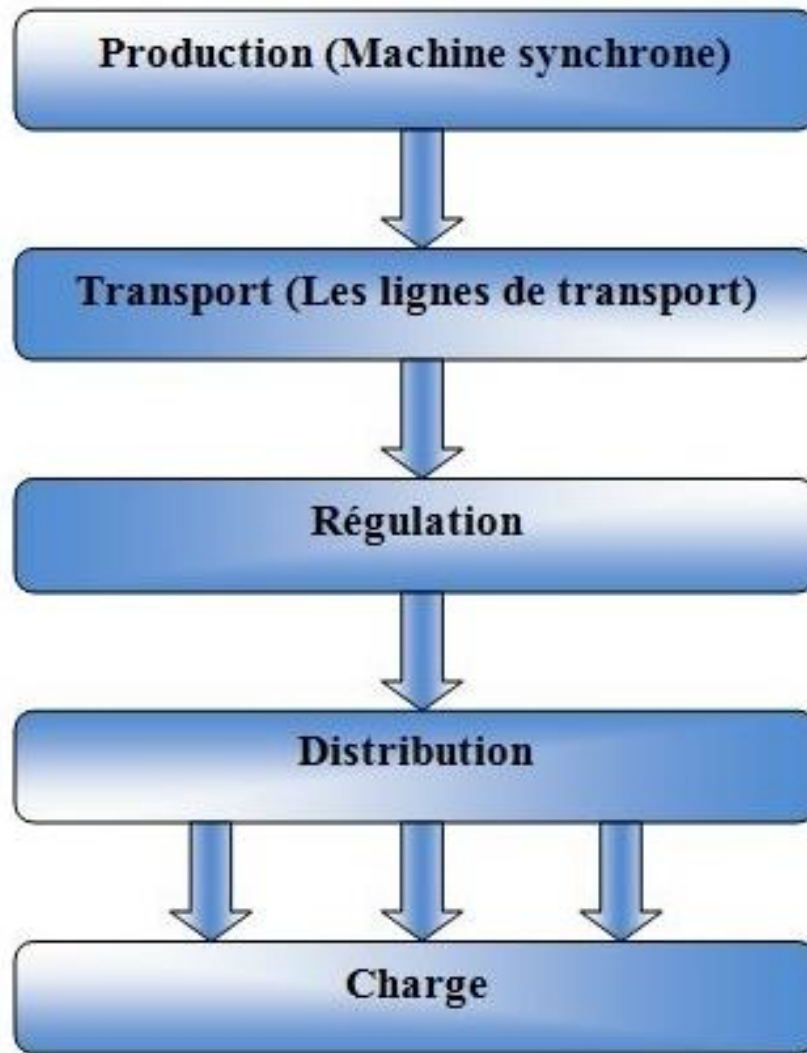 Production (Machine synchrone)
Transport (Les lignes de transport)
Régulation
Distribution
Charge